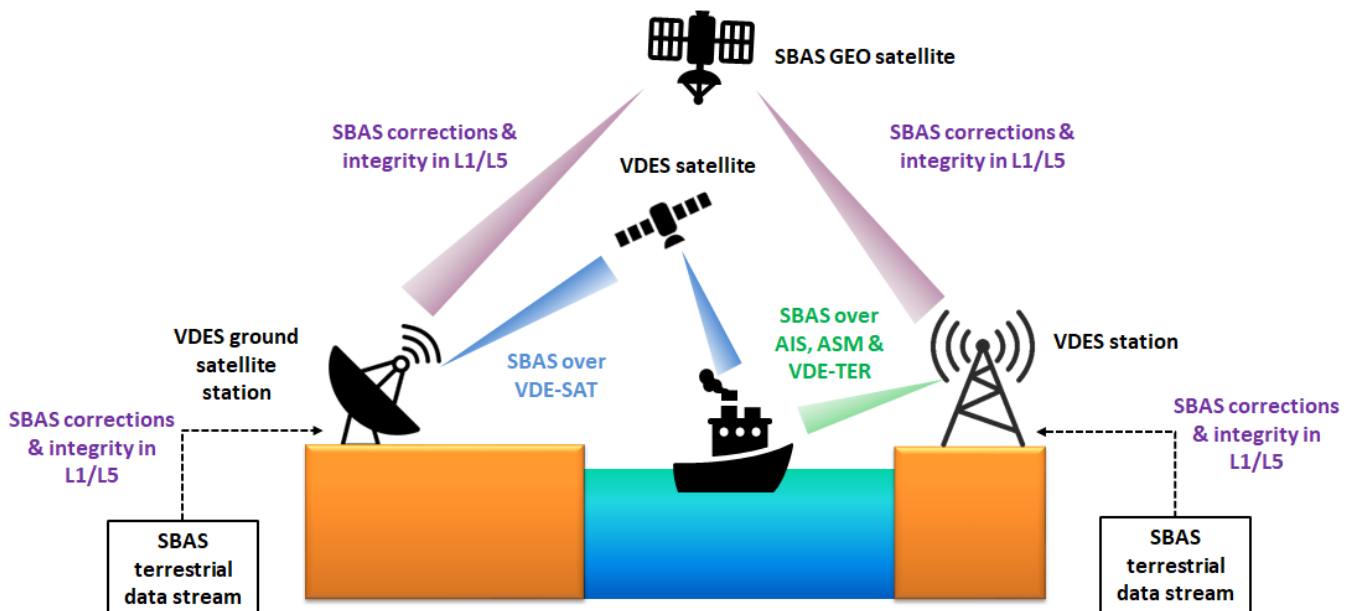 SBAS GEO satellite
SBAS corrections &
integrity in L1/L5
SBAS corrections &
integrity in L1/L5
VDES satellite
VDES ground
satellite
station
SBAS over
VDE-SAT
SBAS over
AIS, ASM &
VDE-TER
VDES station
SBAS corrections
& integrity in
L1/L5
SBAS corrections
& integrity in
L1/L5
SBAS
terrestrial
data stream
SBAS
terrestrial
data stream